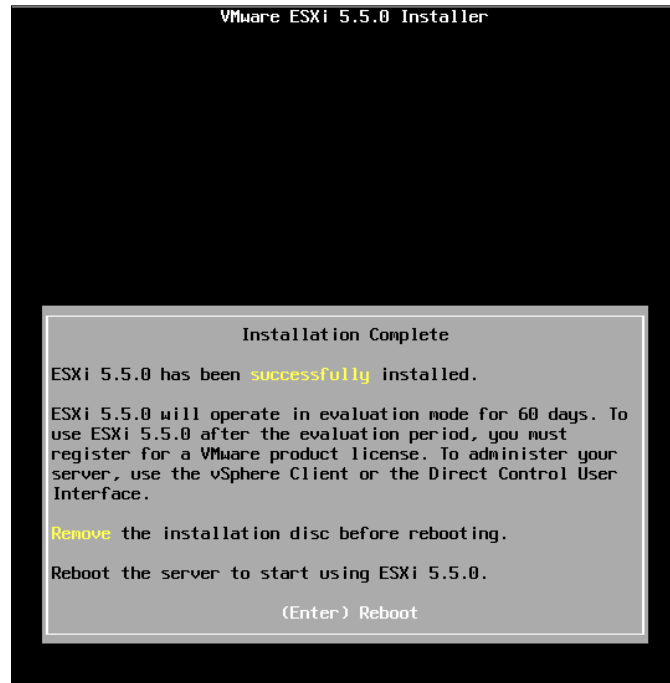 VMware ESXi 5.5.0 Installer
Installation Complete
ESXi 5.5.0 has been successfully installed.
ESXi 5.5.0 will operate in evaluation mode for 60 days. To
use ESXi 5.5.0 after the evaluation period, you must
register for a VMware product license. To administer your
server, use the vSphere Client or the Direct Control User
Interface.
Remove the installation disc before rebooting.
Reboot the server to start using ESXi 5.5.0.
(Enter) Reboot